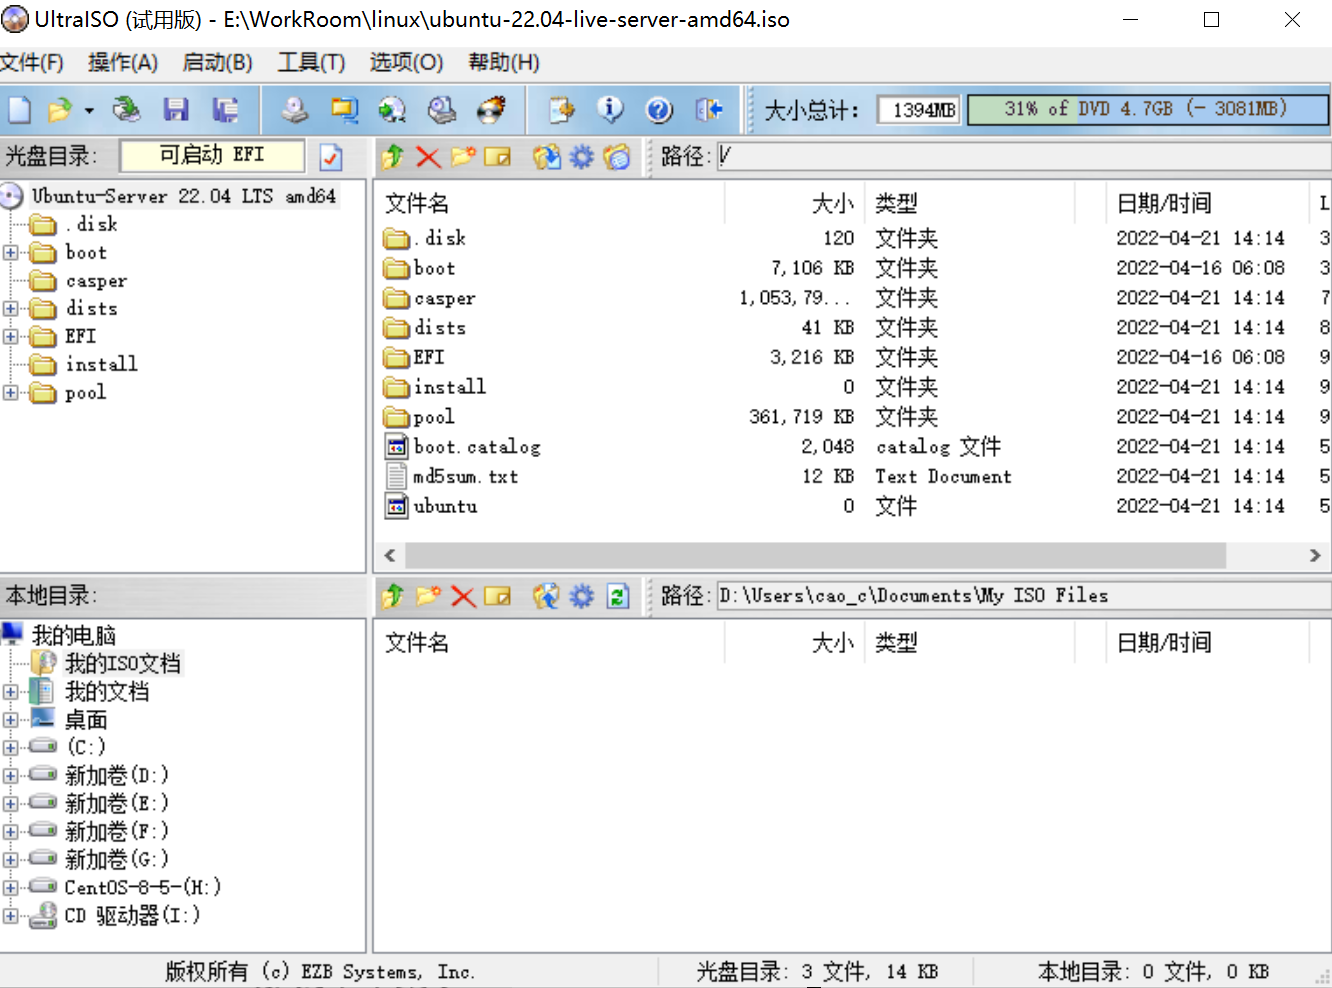 UltraISO (试用版) - E:\WorkRoom\linux\ubuntu-22.04-live-server-amd64.iso
文件(F) 操作(A) 启动(B) 工具(T) 选项(O) 帮助(H)
大小总计： 1394MB 31% of DVD 4.7GB (- 3081MB)
光盘目录： 可启动 EFI 路径: /
Ubuntu-Server 22.04 LTS amd64
.disk
boot
casper
dists
EFI
install
pool
文件名 大小 类型 日期/时间 L
.disk 120 文件夹 2022-04-21 14:14 3
boot 7,106 KB 文件夹 2022-04-16 06:08 3
casper 1,053,79... 文件夹 2022-04-21 14:14 7
dists 41 KB 文件夹 2022-04-21 14:14 8
EFI 3,216 KB 文件夹 2022-04-16 06:08 9
install 0 文件夹 2022-04-21 14:14 9
pool 361,719 KB 文件夹 2022-04-21 14:14 9
boot.catalog 2,048 catalog 文件 2022-04-21 14:14 5
md5sum.txt 12 KB Text Document 2022-04-21 14:14 5
ubuntu 0 文件 2022-04-21 14:14 5
本地目录： 路径: D:\Users\cao_c\Documents\My ISO Files
我的电脑
我的ISO文档
我的文档
桌面
(C:)
新加卷(D:)
新加卷(E:)
新加卷(F:)
新加卷(G:)
CentOS-8-5-(H:)
CD 驱动器(I:)
文件名 大小 类型 日期/时间
版权所有 (c) EZB Systems, Inc. 光盘目录: 3 文件, 14 KB 本地目录: 0 文件, 0 KB